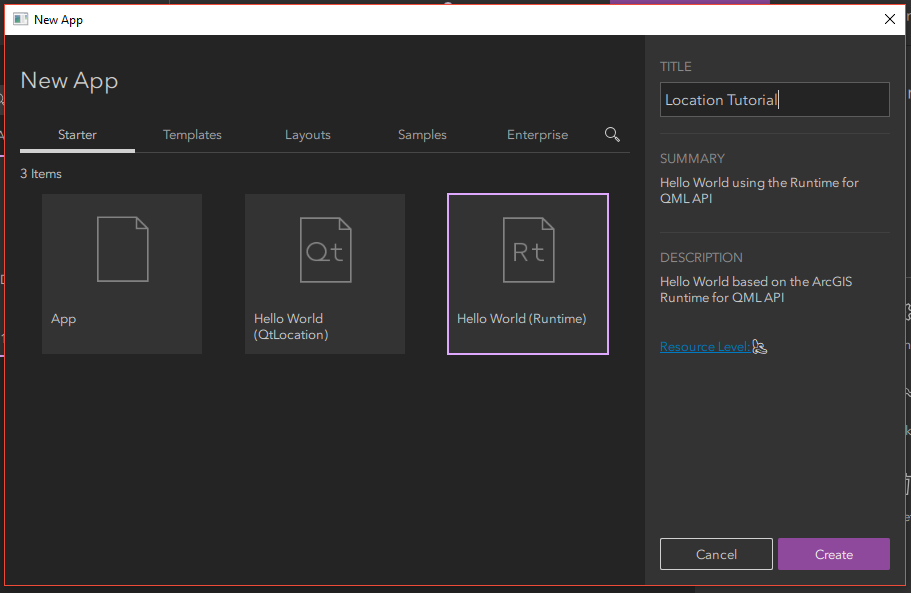 New App
New App
Starter
Templates
Layouts
Samples
Enterprise
3 Items
App
Qt
Hello World
(QtLocation)
Rt
Hello World (Runtime)
TITLE
Location Tutorial
SUMMARY
Hello World using the Runtime for
QML API
DESCRIPTION
Hello World based on the ArcGIS
Runtime for QML API
Resource Level:
Cancel
Create